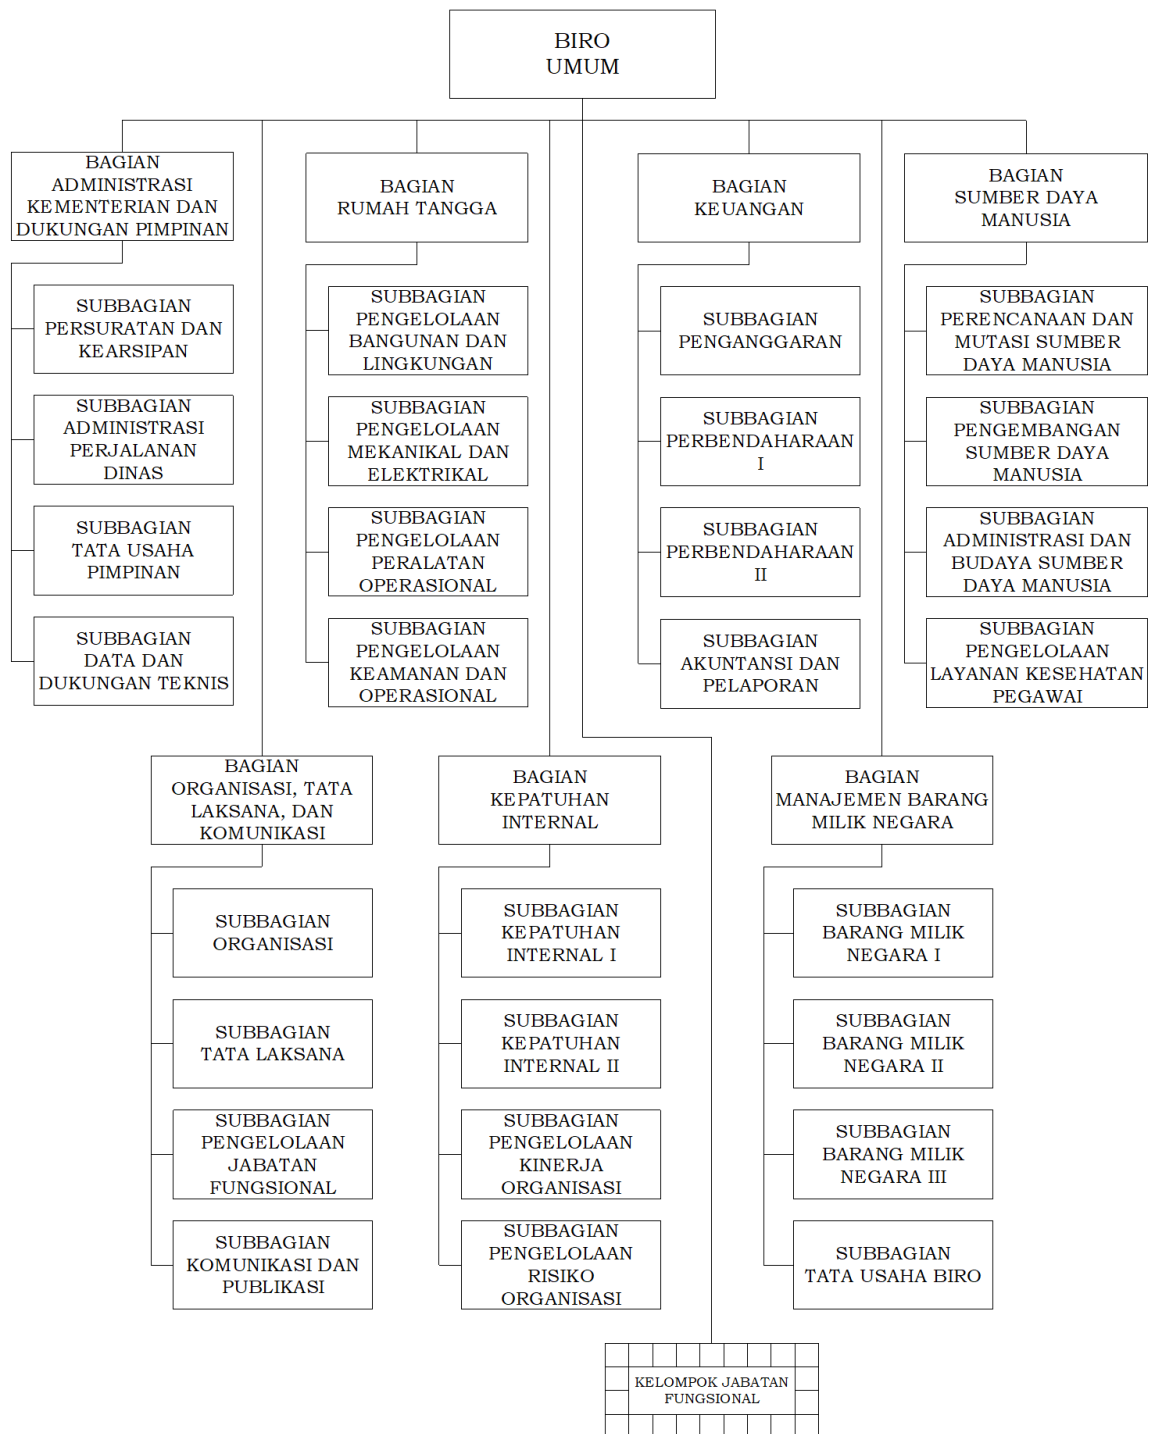 BIRO
UMUM
BAGIAN
ADMINISTRASI
KEMENTERIAN DAN
DUKUNGAN PIMPINAN
SUBBAGIAN
PERSURATAN DAN
KEARSIPAN
SUBBAGIAN
ADMINISTRASI
PERJALANAN
DINAS
SUBBAGIAN
TATA USAHA
PIMPINAN
SUBBAGIAN
DATA DAN
DUKUNGAN TEKNIS
BAGIAN
RUMAH TANGGA
SUBBAGIAN
PENGELOLAAN
BANGUNAN DAN
LINGKUNGAN
SUBBAGIAN
PENGELOLAAN
MEKANIKAL DAN
ELEKTRIKAL
SUBBAGIAN
PENGELOLAAN
PERALATAN
OPERASIONAL
SUBBAGIAN
PENGELOLAAN
KEAMANAN DAN
OPERASIONAL
BAGIAN
KEUANGAN
SUBBAGIAN
PENGANGGARAN
SUBBAGIAN
PERBENDAHARAAN
I
SUBBAGIAN
PERBENDAHARAAN
II
SUBBAGIAN
AKUNTANSI DAN
PELAPORAN
BAGIAN
SUMBER DAYA
MANUSIA
SUBBAGIAN
PERENCANAAN DAN
MUTASI SUMBER
DAYA MANUSIA
SUBBAGIAN
PENGEMBANGAN
SUMBER DAYA
MANUSIA
SUBBAGIAN
ADMINISTRASI DAN
BUDAYA SUMBER
DAYA MANUSIA
SUBBAGIAN
PENGELOLAAN
LAYANAN KESEHATAN
PEGAWAI
BAGIAN
ORGANISASI, TATA
LAKSANA, DAN
KOMUNIKASI
SUBBAGIAN
ORGANISASI
SUBBAGIAN
TATA LAKSANA
SUBBAGIAN
PENGELOLAAN
JABATAN
FUNGSIONAL
SUBBAGIAN
KOMUNIKASI DAN
PUBLIKASI
BAGIAN
KEPATUHAN
INTERNAL
SUBBAGIAN
KEPATUHAN
INTERNAL I
SUBBAGIAN
KEPATUHAN
INTERNAL II
SUBBAGIAN
PENGELOLAAN
KINERJA
ORGANISASI
SUBBAGIAN
PENGELOLAAN
RISIKO
ORGANISASI
BAGIAN
MANAJEMEN BARANG
MILIK NEGARA
SUBBAGIAN
BARANG MILIK
NEGARA I
SUBBAGIAN
BARANG MILIK
NEGARA II
SUBBAGIAN
BARANG MILIK
NEGARA III
SUBBAGIAN
TATA USAHA BIRO
KELOMPOK JABATAN
FUNGSIONAL